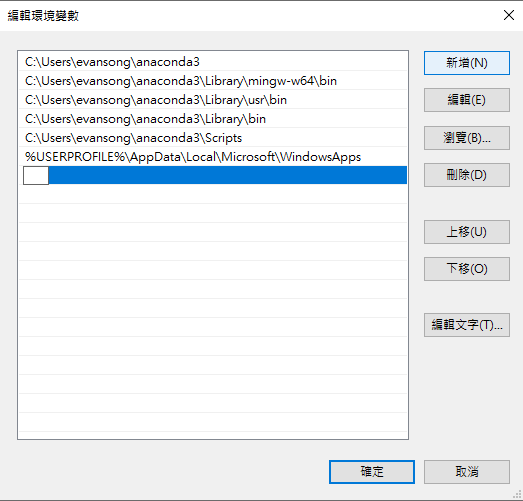 編輯環境變數
C:\Users\evansong\anaconda3
C:\Users\evansong\anaconda3\Library\mingw-w64\bin
C:\Users\evansong\anaconda3\Library\usr\bin
C:\Users\evansong\anaconda3\Library\bin
C:\Users\evansong\anaconda3\Scripts
%USERPROFILE%\AppData\Local\Microsoft\WindowsApps
新增(N)
編輯(E)
瀏覽(B)...
刪除(D)
上移(U)
下移(O)
編輯文字(T)...
確定
取消